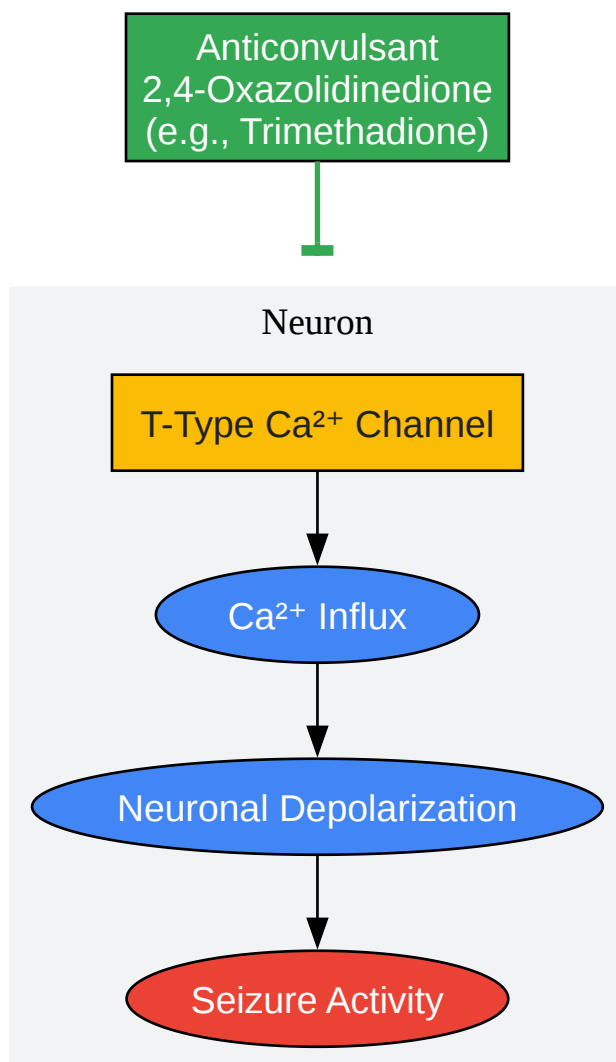 Anticonvulsant
2,4-Oxazolidinedione
(e.g., Trimethadione)
Neuron
T-Type Ca²⁺ Channel
Ca²⁺ Influx
Neuronal Depolarization
Seizure Activity